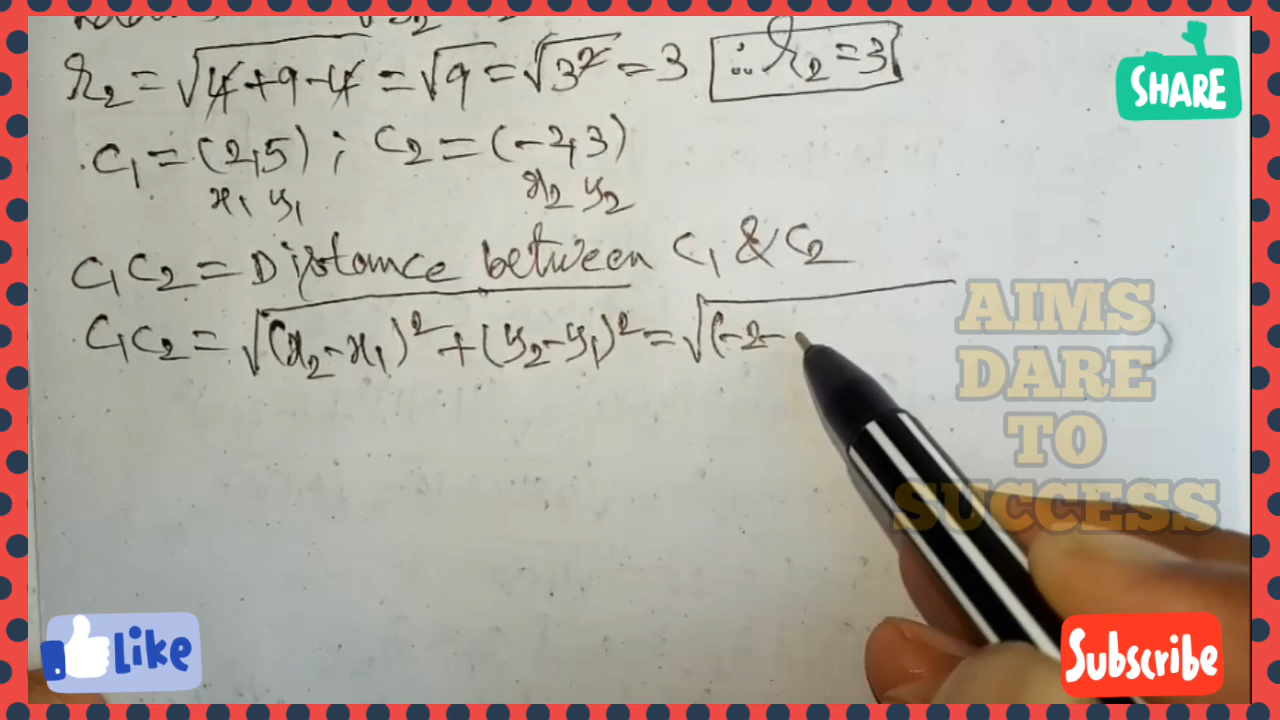 r₂ = √4+9-4 = √9 = √3² = 3 ∴ r₂ = 3
C₁ = (2,5) ; C₂ = (-2,3)
x₁ y₁ x₂ y₂
C₁C₂ = Distance between C₁ & C₂
C₁C₂ = √(x₂-x₁)² + (y₂-y₁)² = √(-2-
SHARE
AIMS
DARE
TO
SUCCESS
Like
Subscribe